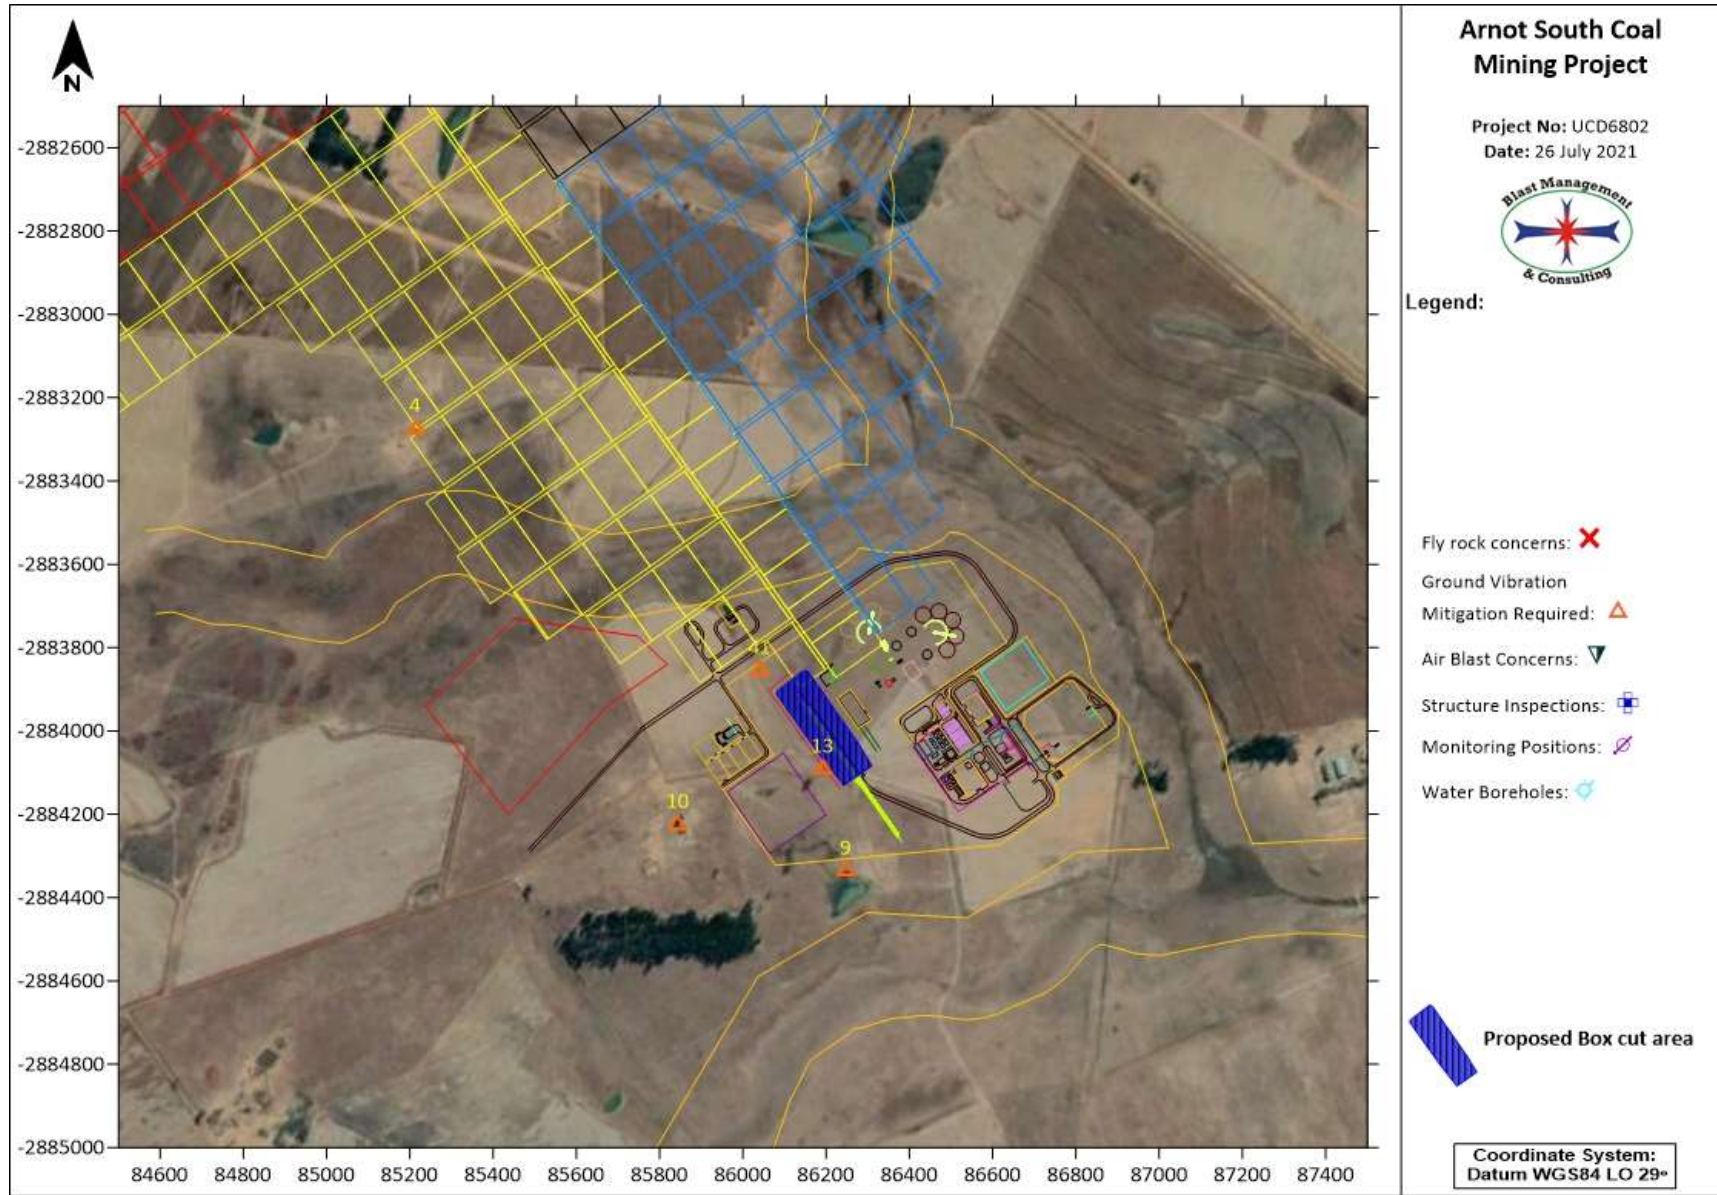 N
-2882600
-2882800
-2883000
-2883200
-2883400
-2883600
-2883800
-2884000
-2884200
-2884400
-2884600
-2884800
-2885000
84600 84800 85000 85200 85400 85600 85800 86000 86200 86400 86600 86800 87000 87200 87400
4
13
10
9
Arnot South Coal
Mining Project
Project No: UCD6802
Date: 26 July 2021
Blast Management
& Consulting
Legend:
Fly rock concerns:
Ground Vibration
Mitigation Required:
Air Blast Concerns:
Structure Inspections:
Monitoring Positions:
Water Boreholes:
Proposed Box cut area
Coordinate System:
Datum WGS84 LO 29°